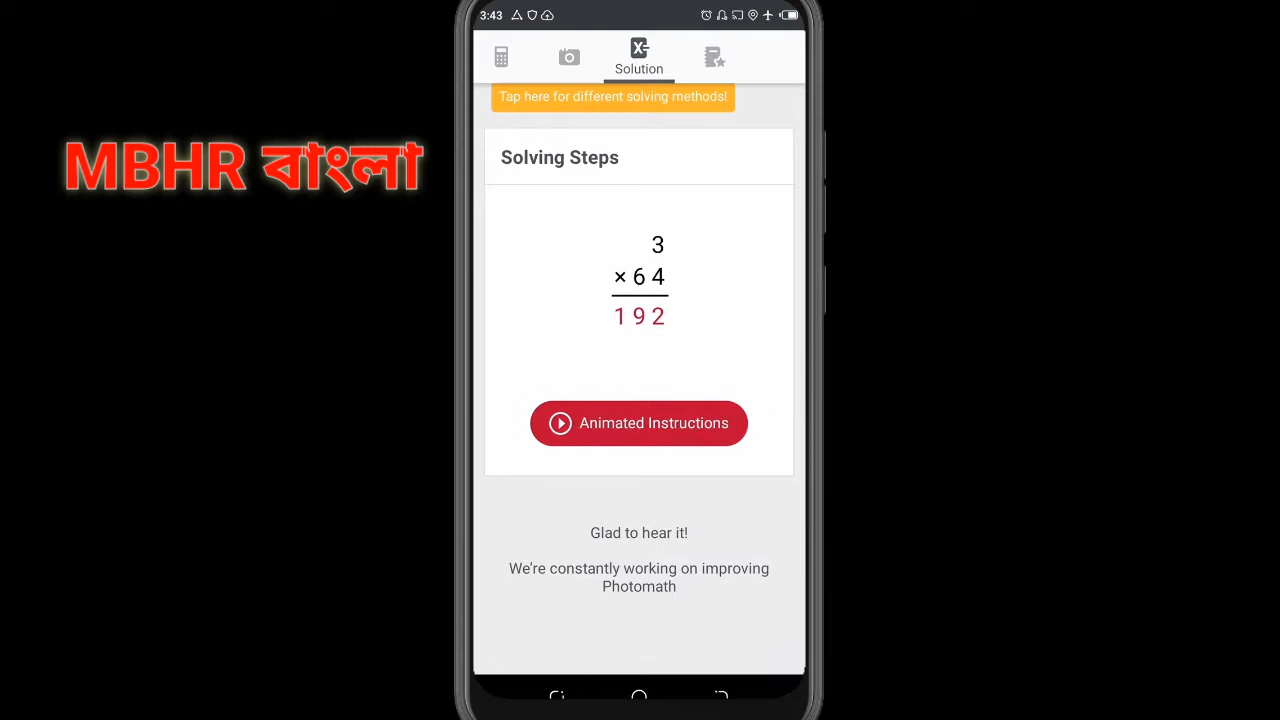 3:43
Solution
Tap here for different solving methods!
MBHR বাংলা
Solving Steps
3
× 6 4
1 9 2
Animated Instructions
Glad to hear it!
We're constantly working on improving
Photomath